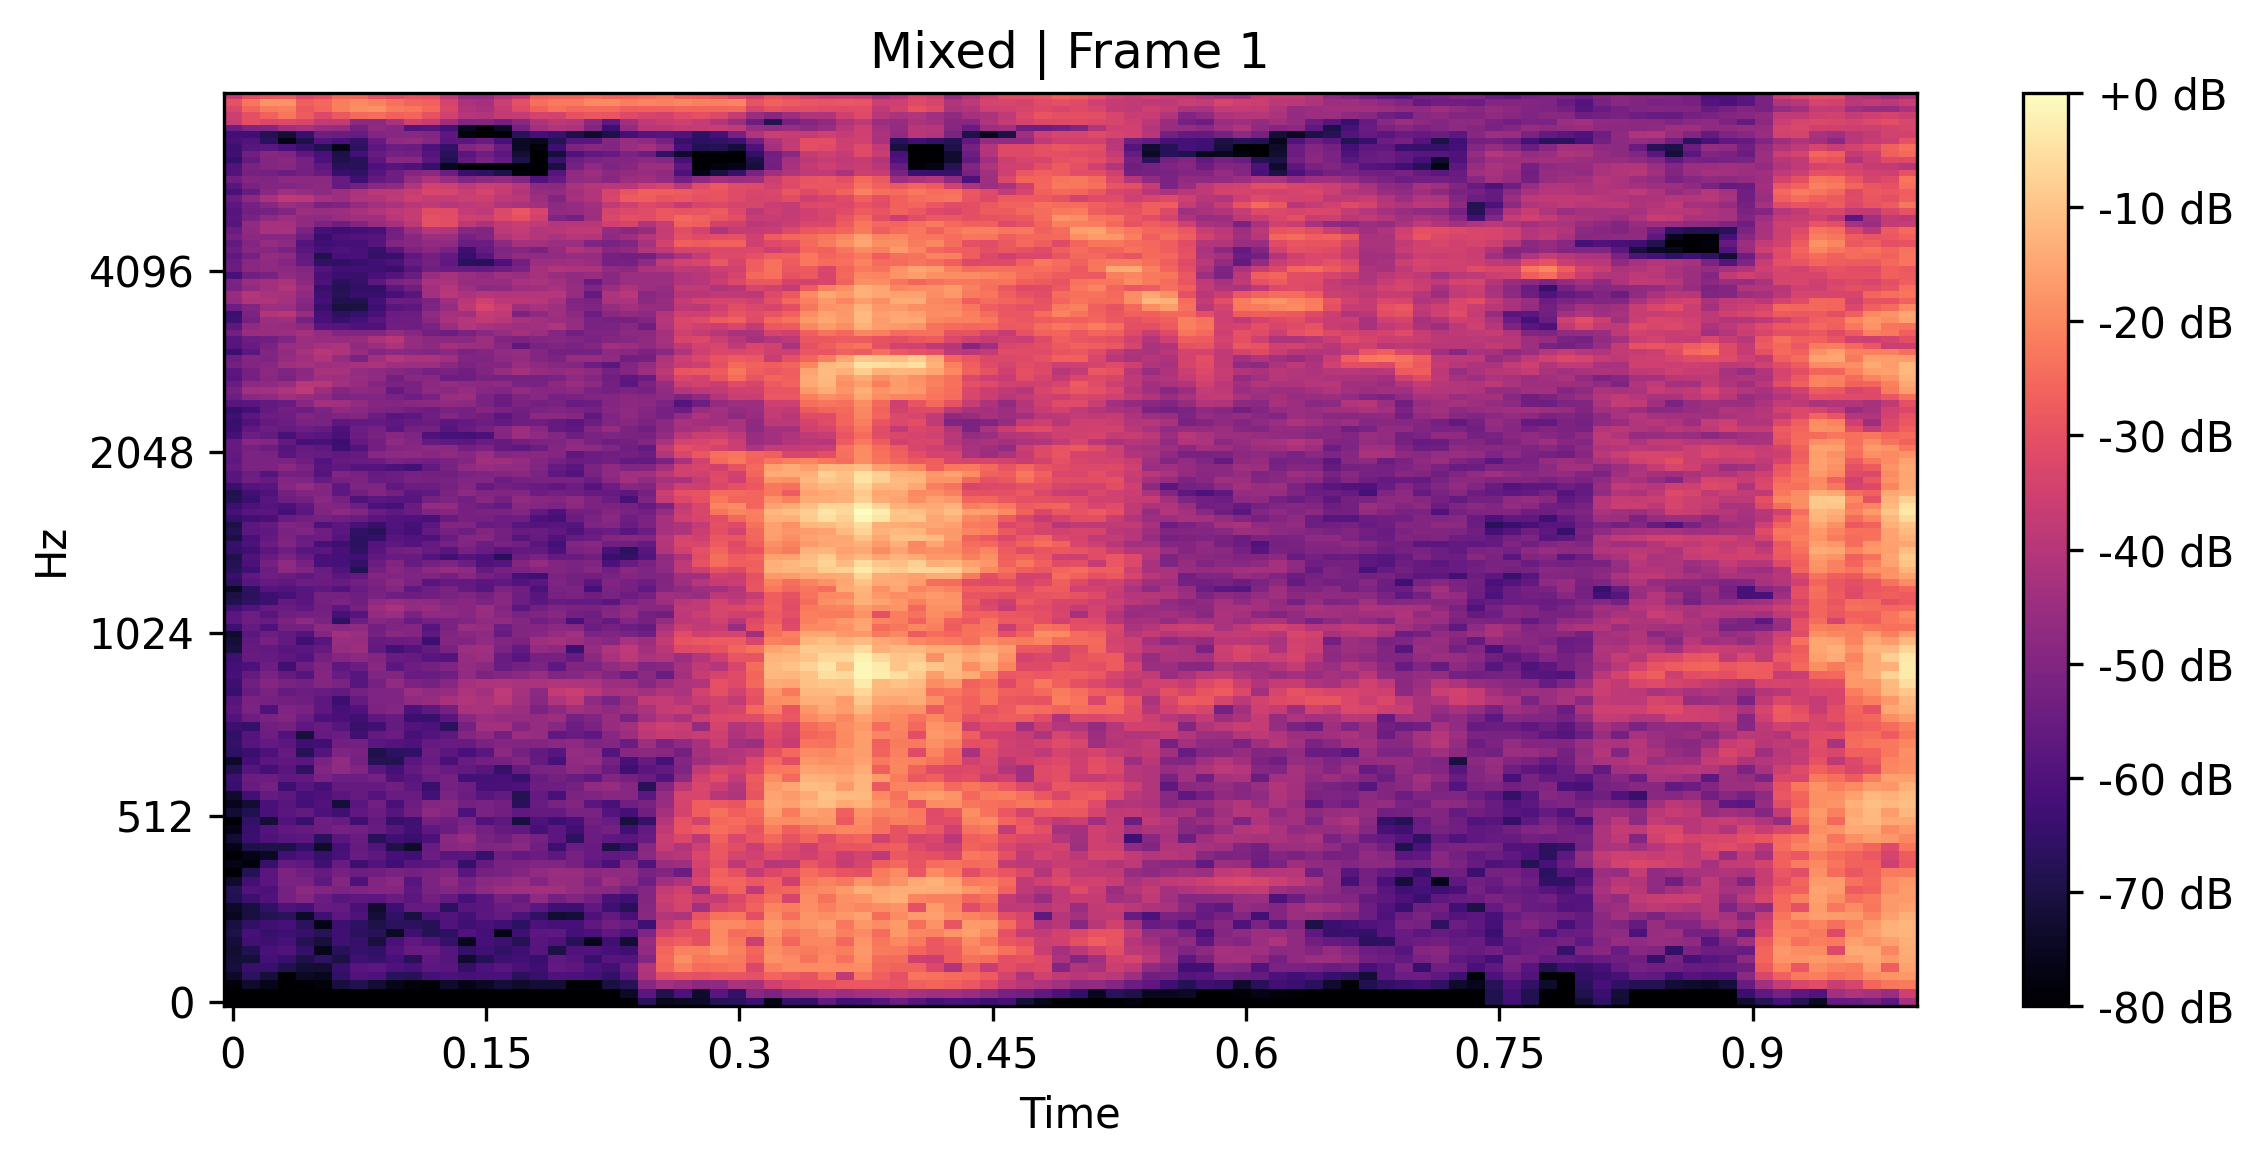 Mixed | Frame 1
+0 dB
-10 dB
-20 dB
-30 dB
-40 dB
-50 dB
-60 dB
-70 dB
-80 dB
Hz
4096
2048
1024
512
0
0 0.15 0.3 0.45 0.6 0.75 0.9
Time